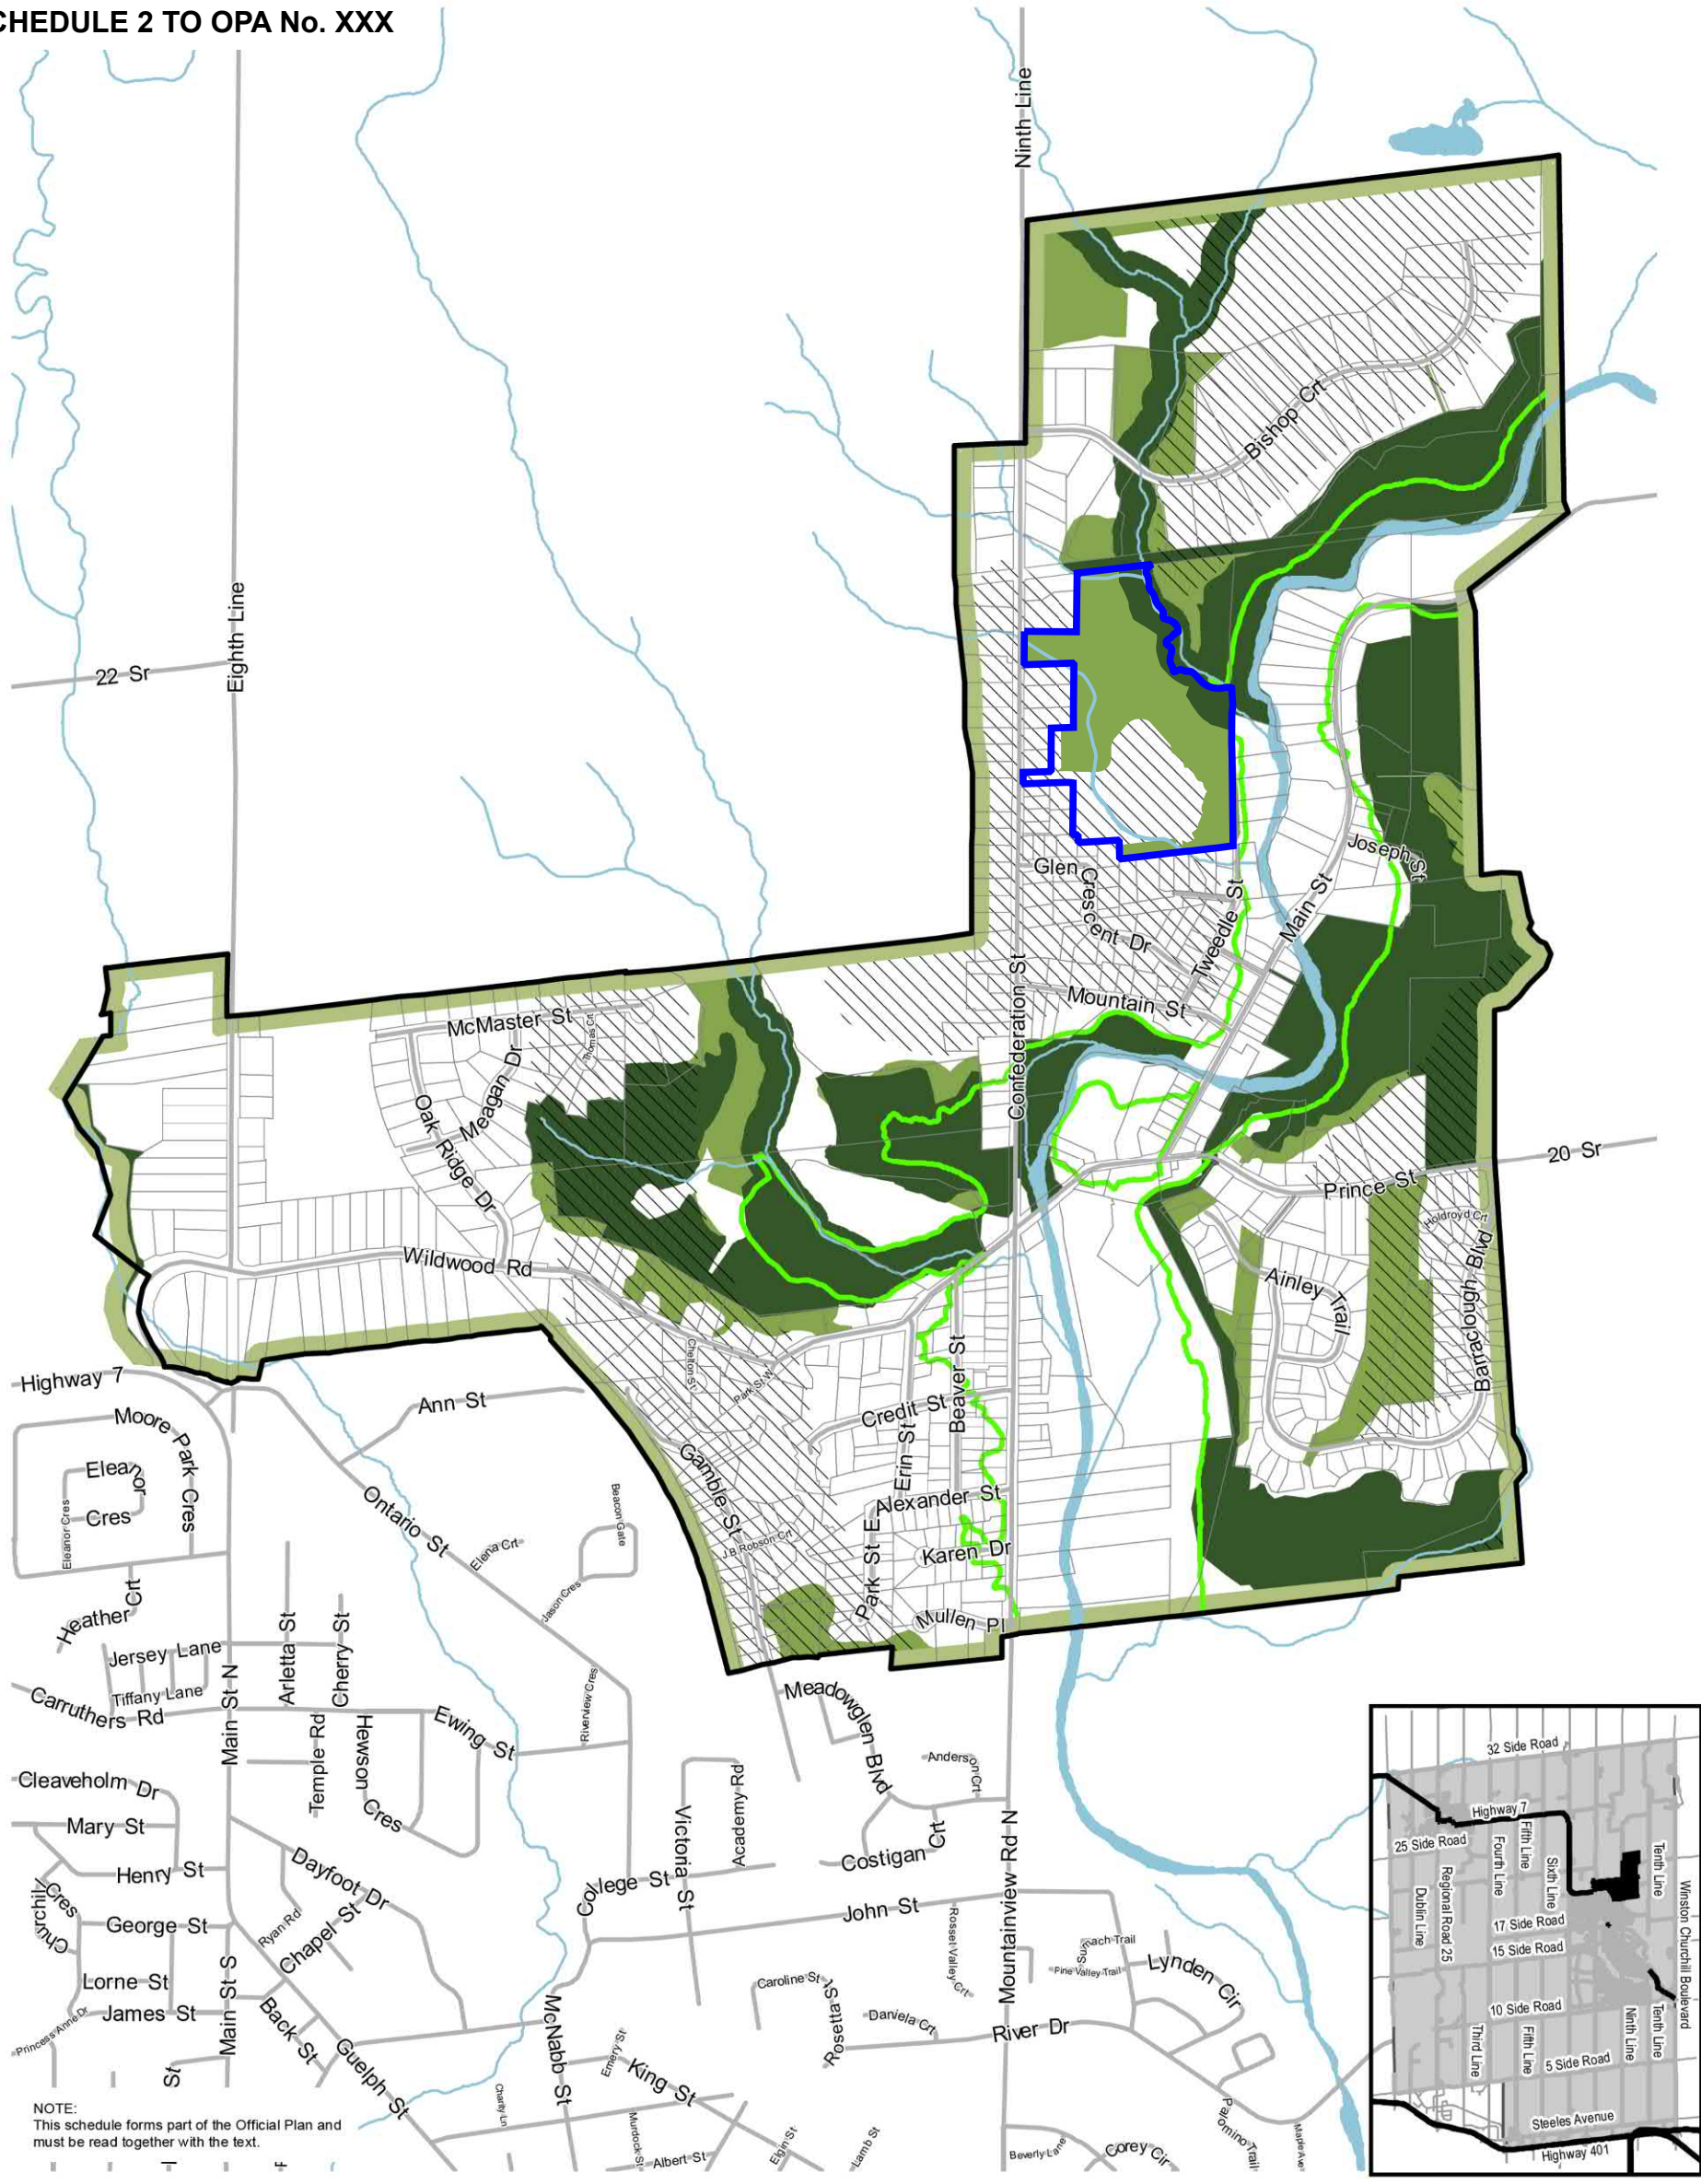 CHEDULE 2 TO OPA No. XXX
Ninth Line
Eighth Line
22 Sr
Bishop Crt
Joseph St
Glen Crescent Dr
Tweedle St
Main St
Mountain St
Confederation St
McMaster St
Thomas Crt
Meagan Dr
Oak Ridge Dr
20 Sr
Prince St
Holdroyd Crt
Barraclough Blvd
Ainley Trail
Wildwood Rd
Chelton St
Park St W
Beaver St
Credit St
Erin St
Highway 7
Ann St
Moore Park Cres
Eleanor Cres
Eleanor Cres
Gamble St
Alexander St
J.B Robson Crt
Karen Dr
Park St E
Mullen Pl
Ontario St
Elena Crt
Beacon Gate
Jason Cres
Heather Crt
Jersey Lane
Arletta St
Cherry St
Tiffany Lane
Carruthers Rd
Main St N
Temple Rd
Hewson Cres
Ewing St
Riverview Cres
Meadowglen Blvd
Anderson Crt
Cleaveholm Dr
Mary St
Henry St
Churchill Cres
George St
Dayfoot Dr
Ryan Rd
Chapel St
Victoria St
Academy Rd
College St
Costigan Crt
Mountainview Rd N
John St
Rosset Valley Crt
Sumach Trail
Pine Valley Trail
Lynden Cir
Lorne St
James St
Princess Anne Dr
Main St S
Back St
Guelph St
McNabb St
Caroline St
Rosetta St
Daniela Crt
River Dr
Emery St
King St
Charity Ln
Murdock St
Albert St
Elgin St
Lamb St
Beverly Lane
Corey Cir
Palomino Trail
Maple Ave
St
NOTE:
This schedule forms part of the Official Plan and
must be read together with the text.
32 Side Road
Highway 7
25 Side Road
Fifth Line
Fourth Line
Sixth Line
Tenth Line
Regional Road 25
Dublin Line
Winston Churchill Boulevard
17 Side Road
15 Side Road
10 Side Road
Third Line
Fifth Line
Ninth Line
Tenth Line
5 Side Road
Steeles Avenue
Highway 401